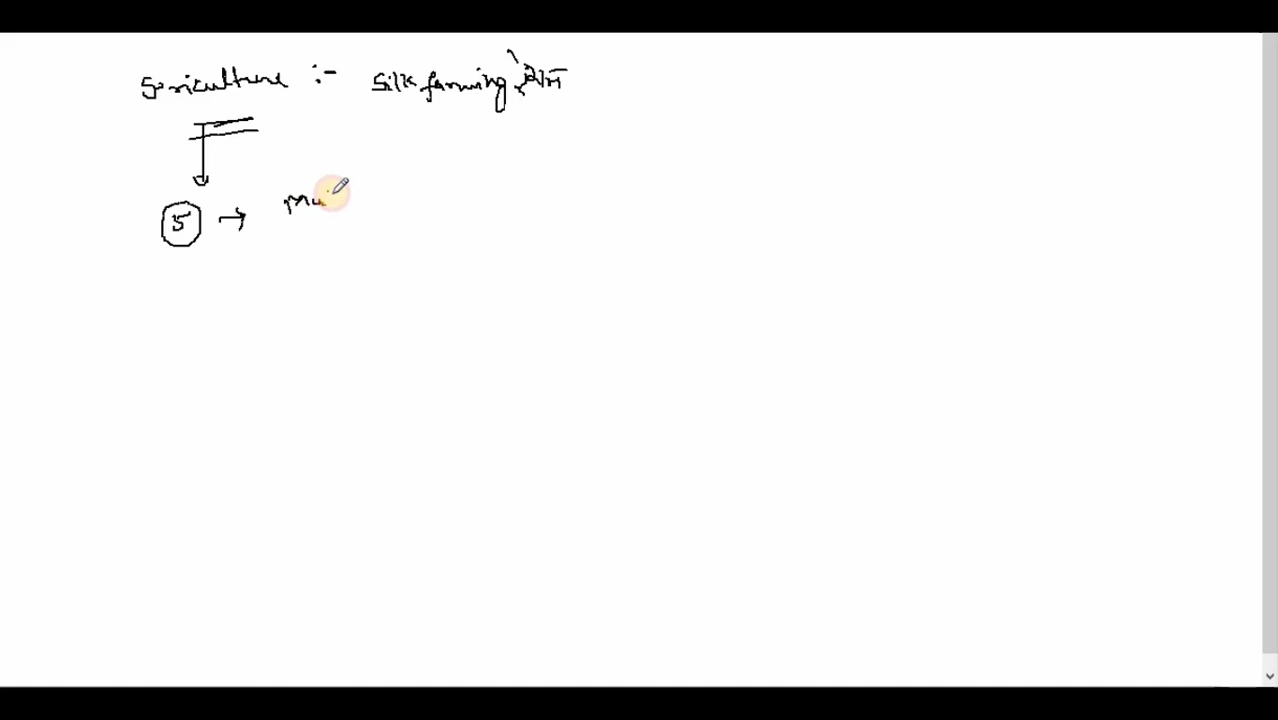 Sericulture :- Silk farming, रेशम
5 → Mu